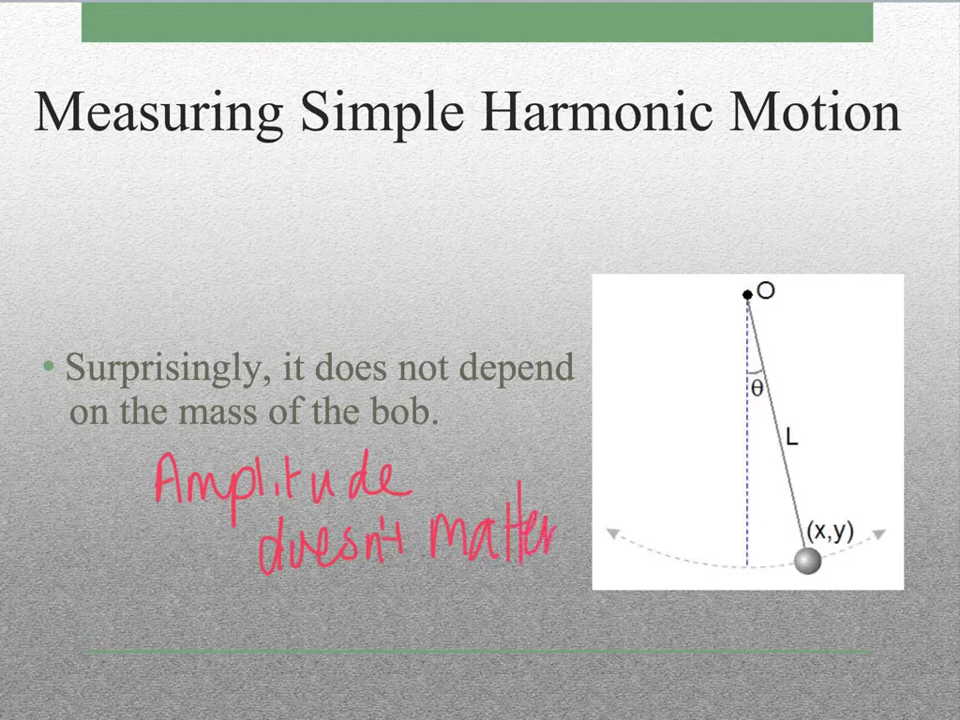 Measuring Simple Harmonic Motion
• Surprisingly, it does not depend
on the mass of the bob.
Amplitude
doesn't matter
O
θ
L
(x,y)